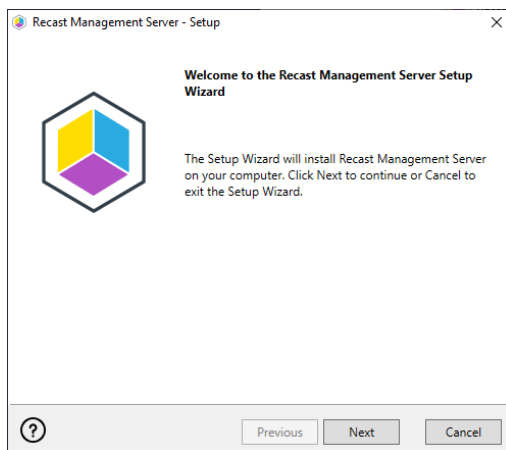 Recast Management Server - Setup
Welcome to the Recast Management Server Setup
Wizard
The Setup Wizard will install Recast Management Server
on your computer. Click Next to continue or Cancel to
exit the Setup Wizard.
?
Previous
Next
Cancel